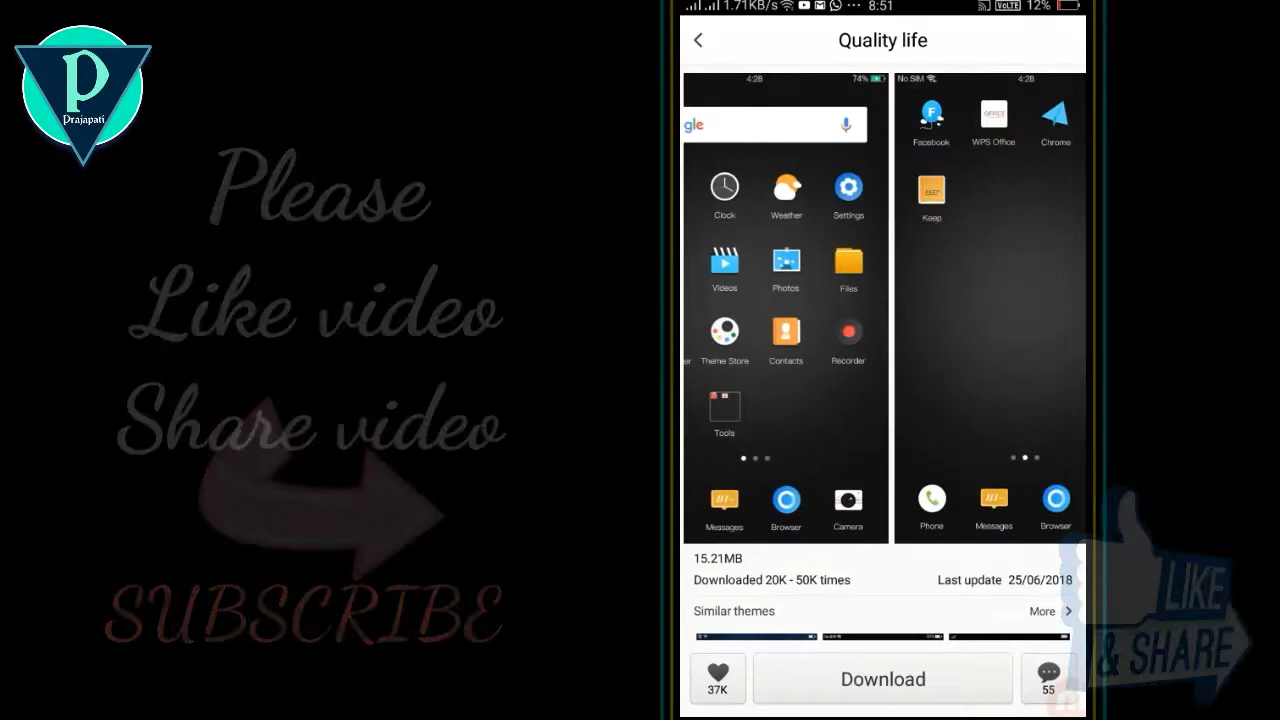 P
Prajapati
Please
Like video
Share video
SUBSCRIBE
1.71KB/s 8:51 VoLTE 12%
Quality life
4:28 74%
gle
Clock Weather Settings
Videos Photos Files
er Theme Store Contacts Recorder
Tools
Messages Browser Camera
No SIM 4:28
OFFICE
Facebook WPS Office Chrome
KEEP
Keep
Phone Messages Browser
15.21MB
Downloaded 20K - 50K times Last update 25/06/2018
Similar themes More
37K Download 55
LIKE
& SHARE